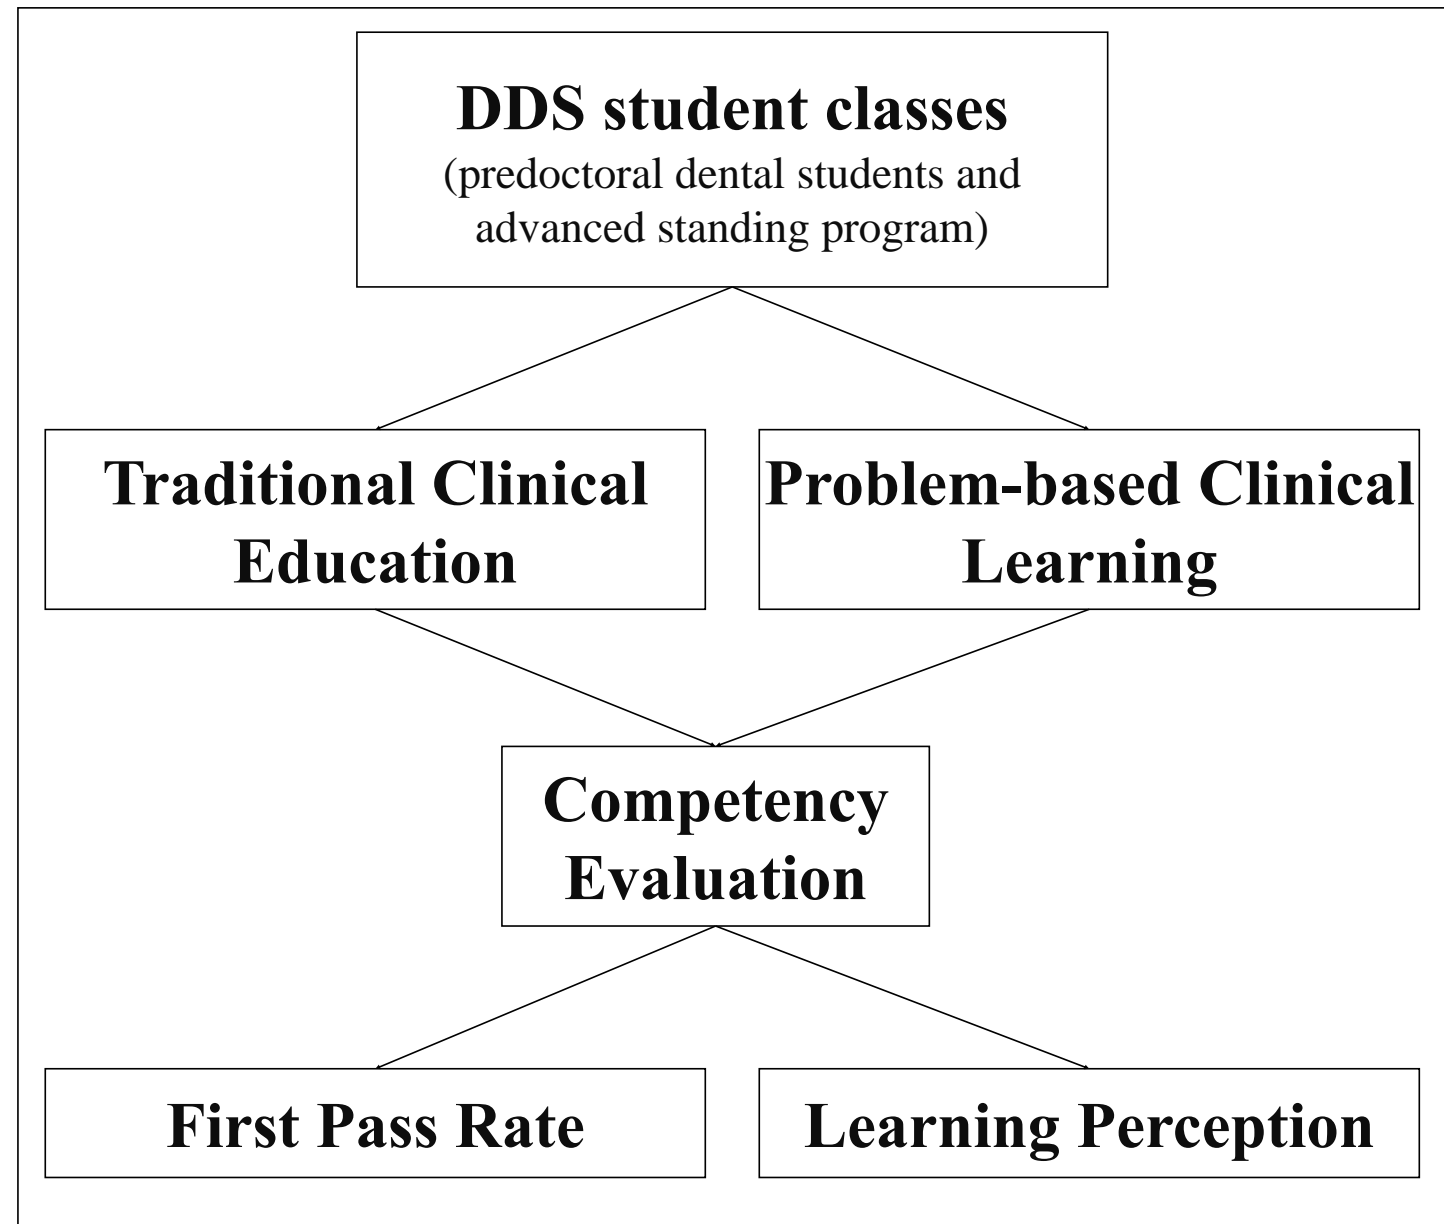 DDS student classes
(predoctoral dental students and
advanced standing program)
Traditional Clinical
Education
Problem-based Clinical
Learning
Competency
Evaluation
First Pass Rate
Learning Perception